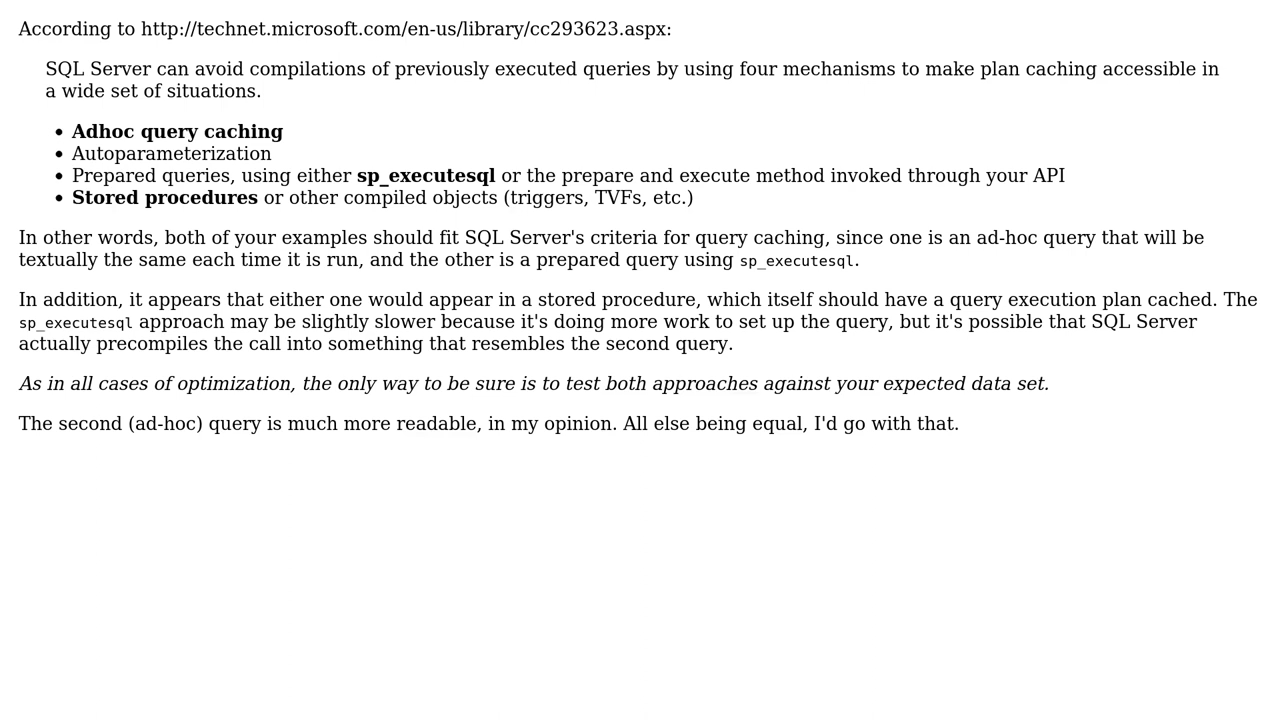 According to http://technet.microsoft.com/en-us/library/cc293623.aspx:
SQL Server can avoid compilations of previously executed queries by using four mechanisms to make plan caching accessible in
a wide set of situations.
• Adhoc query caching
• Autoparameterization
• Prepared queries, using either sp_executesql or the prepare and execute method invoked through your API
• Stored procedures or other compiled objects (triggers, TVFs, etc.)
In other words, both of your examples should fit SQL Server's criteria for query caching, since one is an ad-hoc query that will be
textually the same each time it is run, and the other is a prepared query using sp_executesql.
In addition, it appears that either one would appear in a stored procedure, which itself should have a query execution plan cached. The
sp_executesql approach may be slightly slower because it's doing more work to set up the query, but it's possible that SQL Server
actually precompiles the call into something that resembles the second query.
As in all cases of optimization, the only way to be sure is to test both approaches against your expected data set.
The second (ad-hoc) query is much more readable, in my opinion. All else being equal, I'd go with that.